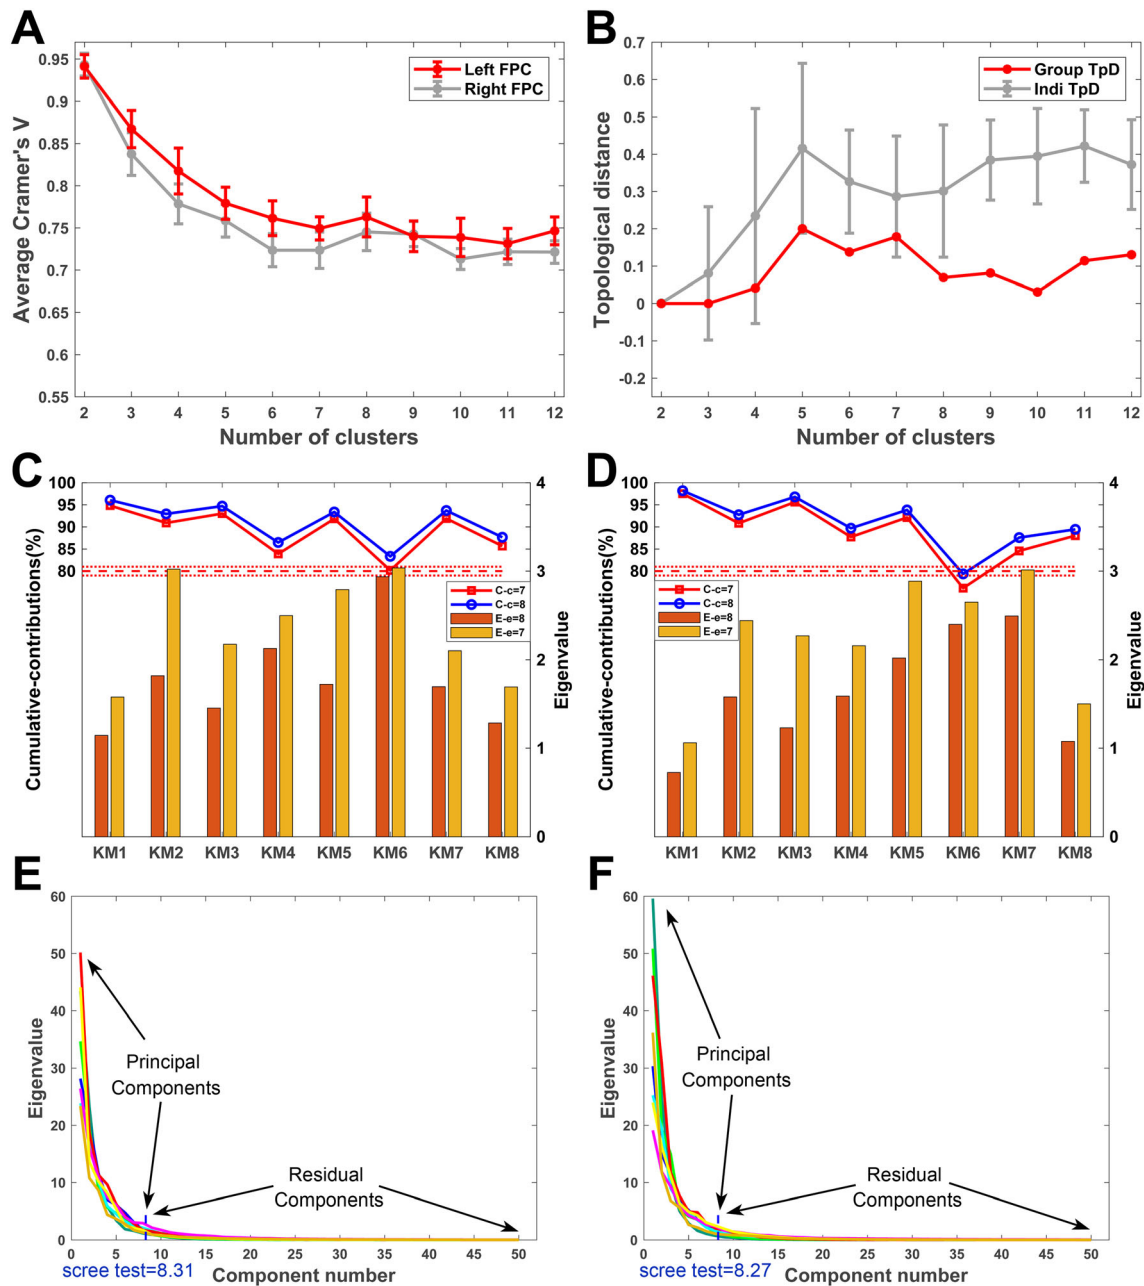 A
Average Cramer's V
0.95
0.9
0.85
0.8
0.75
0.7
0.65
0.6
0.55
Left FPC
Right FPC
2 3 4 5 6 7 8 9 10 11 12
Number of clusters
B
Topological distance
0.7
0.6
0.5
0.4
0.3
0.2
0.1
0
-0.1
-0.2
Group TpD
Indi TpD
2 3 4 5 6 7 8 9 10 11 12
Number of clusters
C
Cumulative-contributions(%)
100
95
90
85
80
C-c=7
C-c=8
E-e=8
E-e=7
4
3
2
1
0
Eigenvalue
KM1 KM2 KM3 KM4 KM5 KM6 KM7 KM8
D
Cumulative-contributions(%)
100
95
90
85
80
C-c=7
C-c=8
E-e=8
E-e=7
4
3
2
1
0
Eigenvalue
KM1 KM2 KM3 KM4 KM5 KM6 KM7 KM8
E
Eigenvalue
60
50
40
30
20
10
0
Principal
Components
Residual
Components
0 5 10 15 20 25 30 35 40 45 50
scree test=8.31
Component number
F
Eigenvalue
60
50
40
30
20
10
0
Principal
Components
Residual
Components
0 5 10 15 20 25 30 35 40 45 50
scree test=8.27
Component number